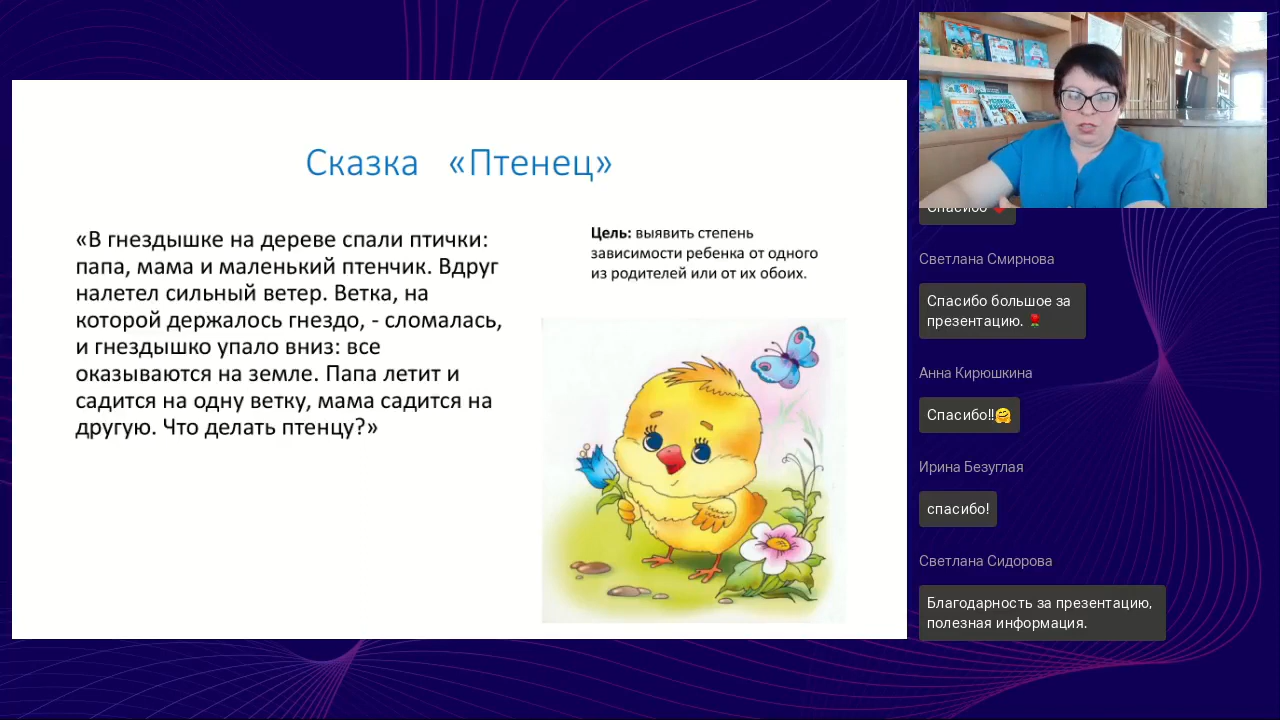 Сказка «Птенец»
«В гнездышке на дереве спали птички:
папа, мама и маленький птенчик. Вдруг
налетел сильный ветер. Ветка, на
которой держалось гнездо, - сломалась,
и гнездышко упало вниз: все
оказываются на земле. Папа летит и
садится на одну ветку, мама садится на
другую. Что делать птенцу?»
Цель: выявить степень
зависимости ребенка от одного
из родителей или от их обоих.
Спасибо ❤️
Светлана Смирнова
Спасибо большое за
презентацию. 🌹
Анна Кирюшкина
Спасибо!!🤗
Ирина Безуглая
спасибо!
Светлана Сидорова
Благодарность за презентацию,
полезная информация.